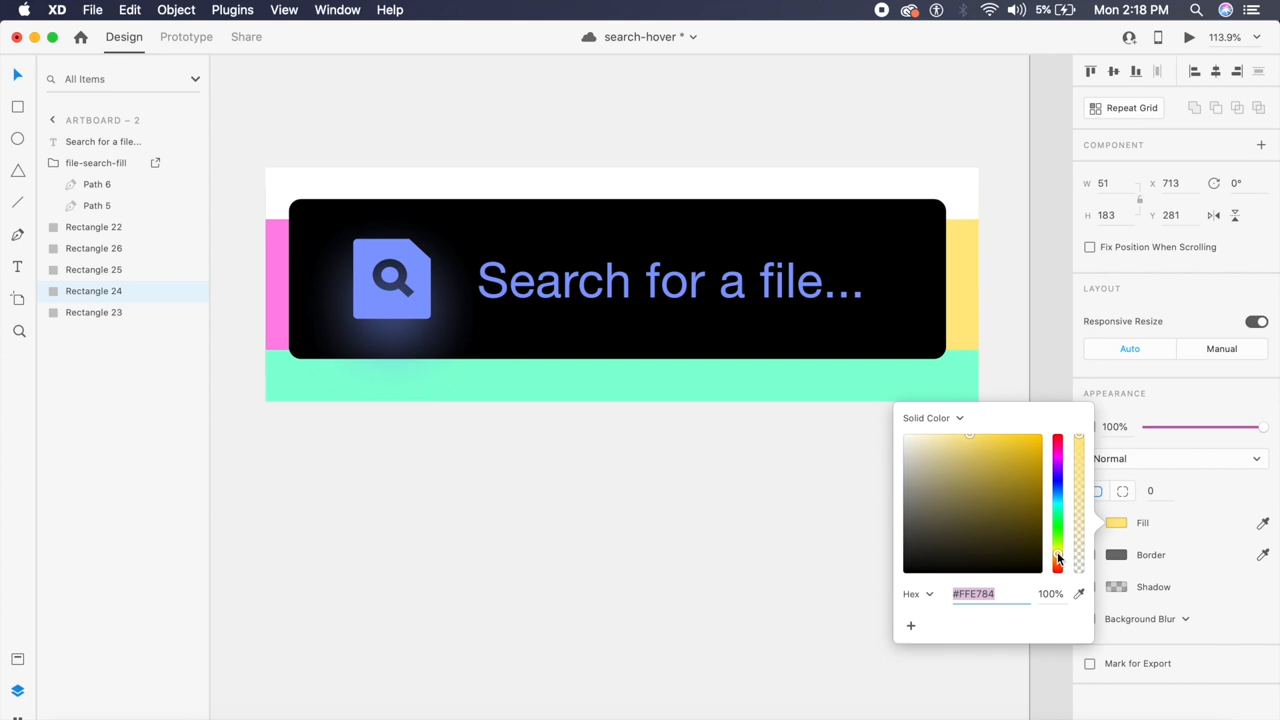 XD File Edit Object Plugins View Window Help 5% Mon 2:18 PM
Design Prototype Share search-hover * 113.9%
All Items
Repeat Grid
ARTBOARD – 2
Search for a file...
COMPONENT
file-search-fill
Path 6
W 51 X 713 0°
Path 5
H 183 Y 281
Rectangle 22
Rectangle 26
Fix Position When Scrolling
Rectangle 25
Rectangle 24
LAYOUT
Rectangle 23
Search for a file...
Responsive Resize
Auto Manual
APPEARANCE
Solid Color
100%
Normal
0
Fill
Border
Shadow
Hex #FFE784 100%
Background Blur
Mark for Export